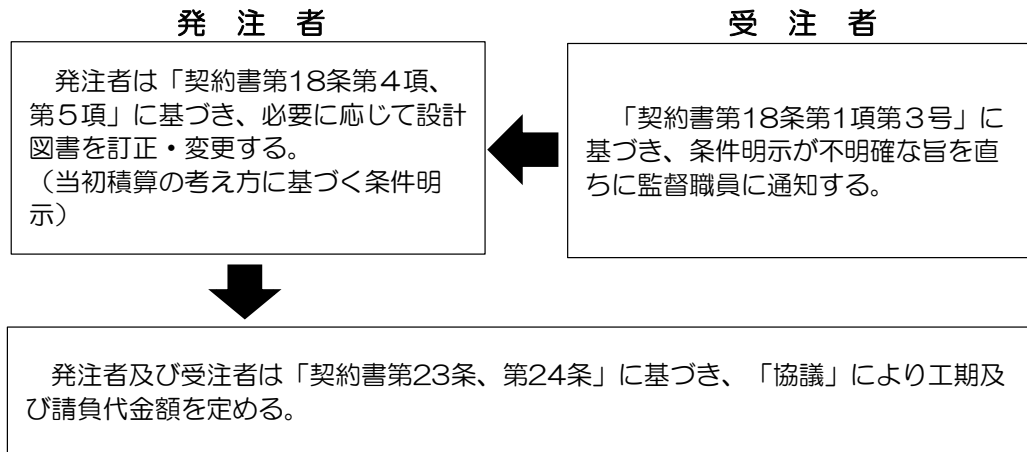 発 注 者
発注者は「契約書第18条第４項、
第５項」に基づき、必要に応じて設計
図書を訂正・変更する。
（当初積算の考え方に基づく条件明
示）
受 注 者
「契約書第18条第1項第３号」に
基づき、条件明示が不明確な旨を直
ちに監督職員に通知する。
発注者及び受注者は「契約書第23条、第24条」に基づき、「協議」により工期及
び請負代金額を定める。